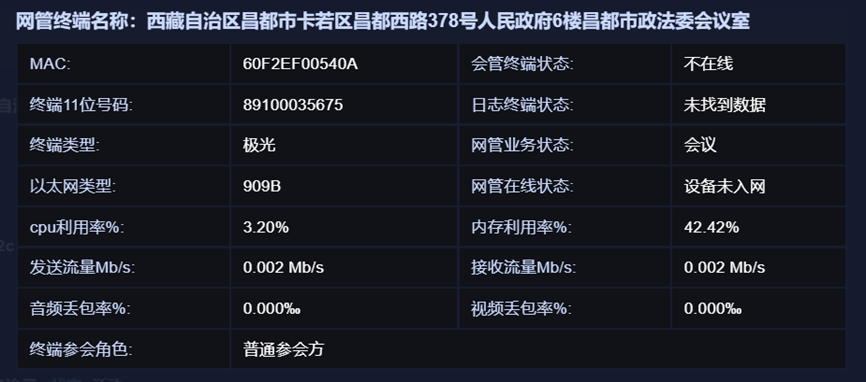 网管终端名称：西藏自治区昌都市卡若区昌都西路378号人民政府6楼昌都市政法委会议室
MAC: 60F2EF00540A 会管终端状态: 不在线
终端11位号码: 89100035675 日志终端状态: 未找到数据
终端类型: 极光 网管业务状态: 会议
以太网类型: 909B 网管在线状态: 设备未入网
cpu利用率%: 3.20% 内存利用率%: 42.42%
发送流量Mb/s: 0.002 Mb/s 接收流量Mb/s: 0.002 Mb/s
音频丢包率%: 0.000‰ 视频丢包率%: 0.000‰
终端参会角色: 普通参会方